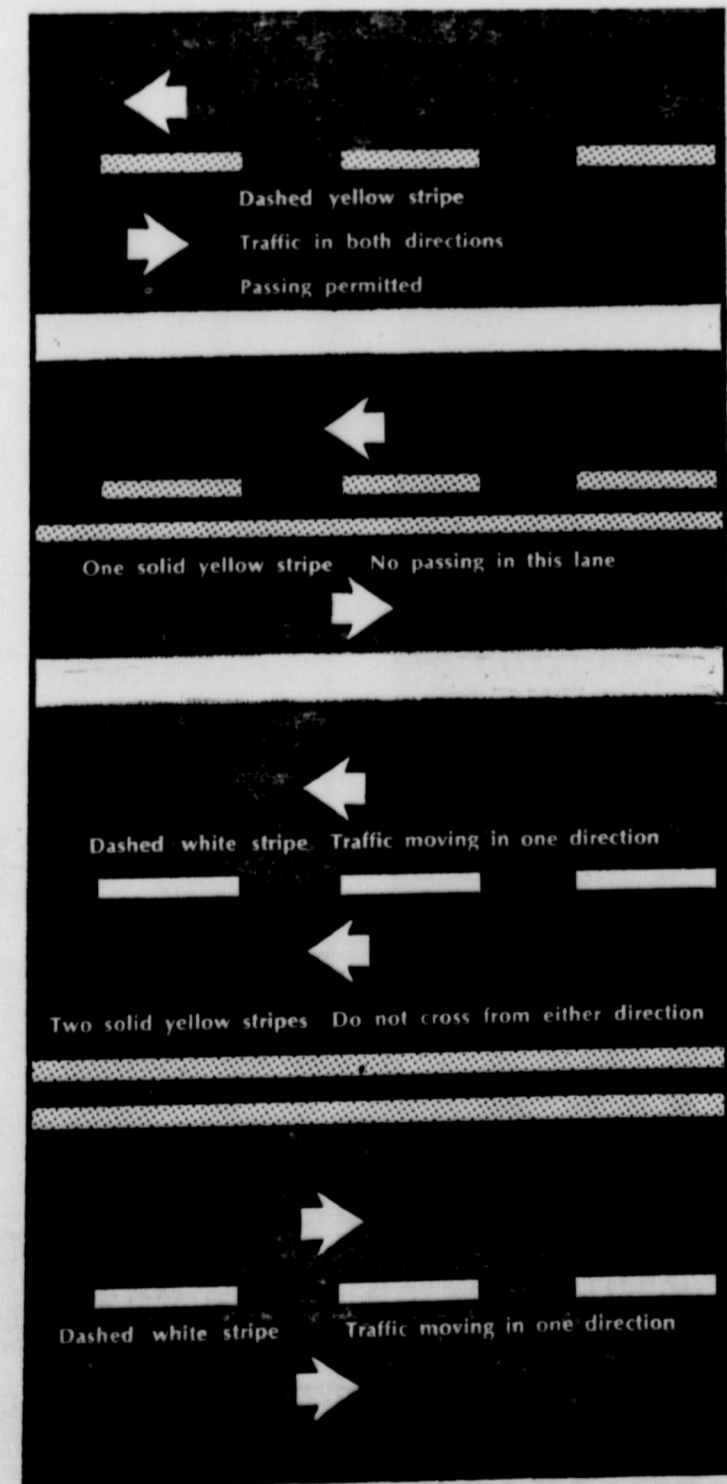 Dashed yellow stripe
Traffic in both directions
Passing permitted
One solid yellow stripe No passing in this lane
Dashed white stripe Traffic moving in one direction
Two solid yellow stripes Do not cross from either direction
Dashed white stripe Traffic moving in one direction